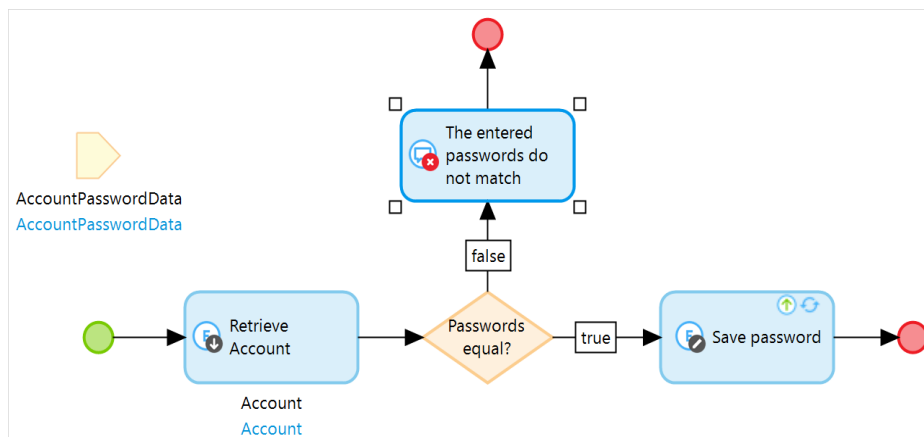 The entered
passwords do
not match
AccountPasswordData
AccountPasswordData
false
Retrieve
Account
Passwords
equal?
true
Save password
Account
Account